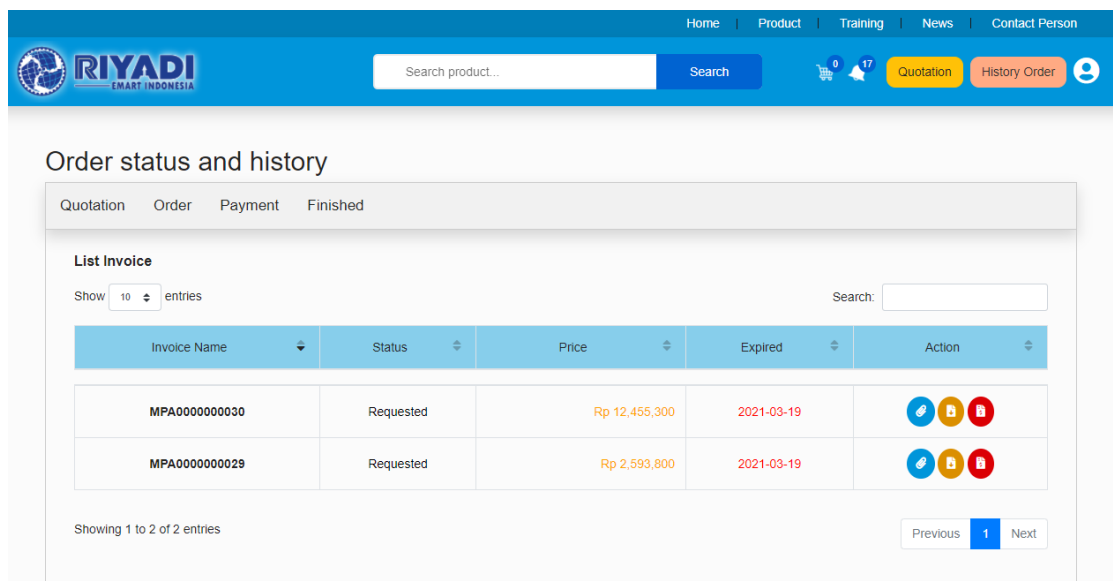 Home | Product | Training | News | Contact Person
RIYADI
EMART INDONESIA
Search product... Search 0 17 Quotation History Order
Order status and history
Quotation Order Payment Finished
List Invoice
Show 10 entries Search:
Invoice Name Status Price Expired Action
MPA0000000030 Requested Rp 12,455,300 2021-03-19
MPA0000000029 Requested Rp 2,593,800 2021-03-19
Showing 1 to 2 of 2 entries Previous 1 Next